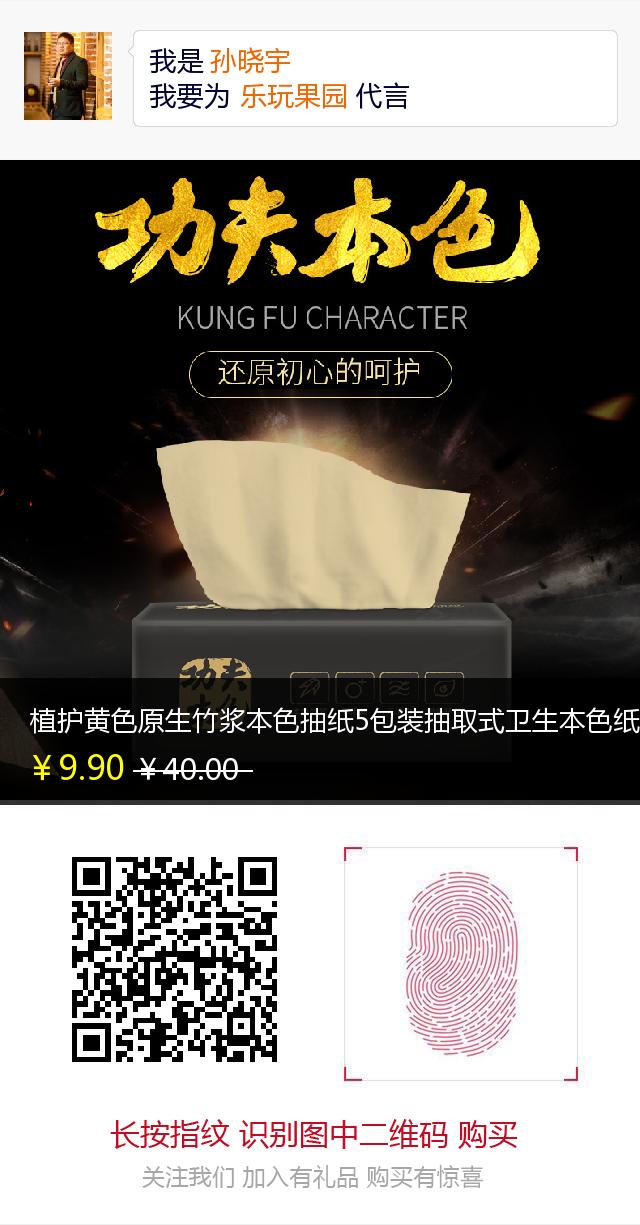 我是 孙晓宇
我要为 乐玩果园 代言
功夫本色
KUNG FU CHARACTER
还原初心的呵护
功夫
植护黄色原生竹浆本色抽纸5包装抽取式卫生本色纸
￥9.90 ￥40.00
长按指纹 识别图中二维码 购买
关注我们 加入有礼品 购买有惊喜